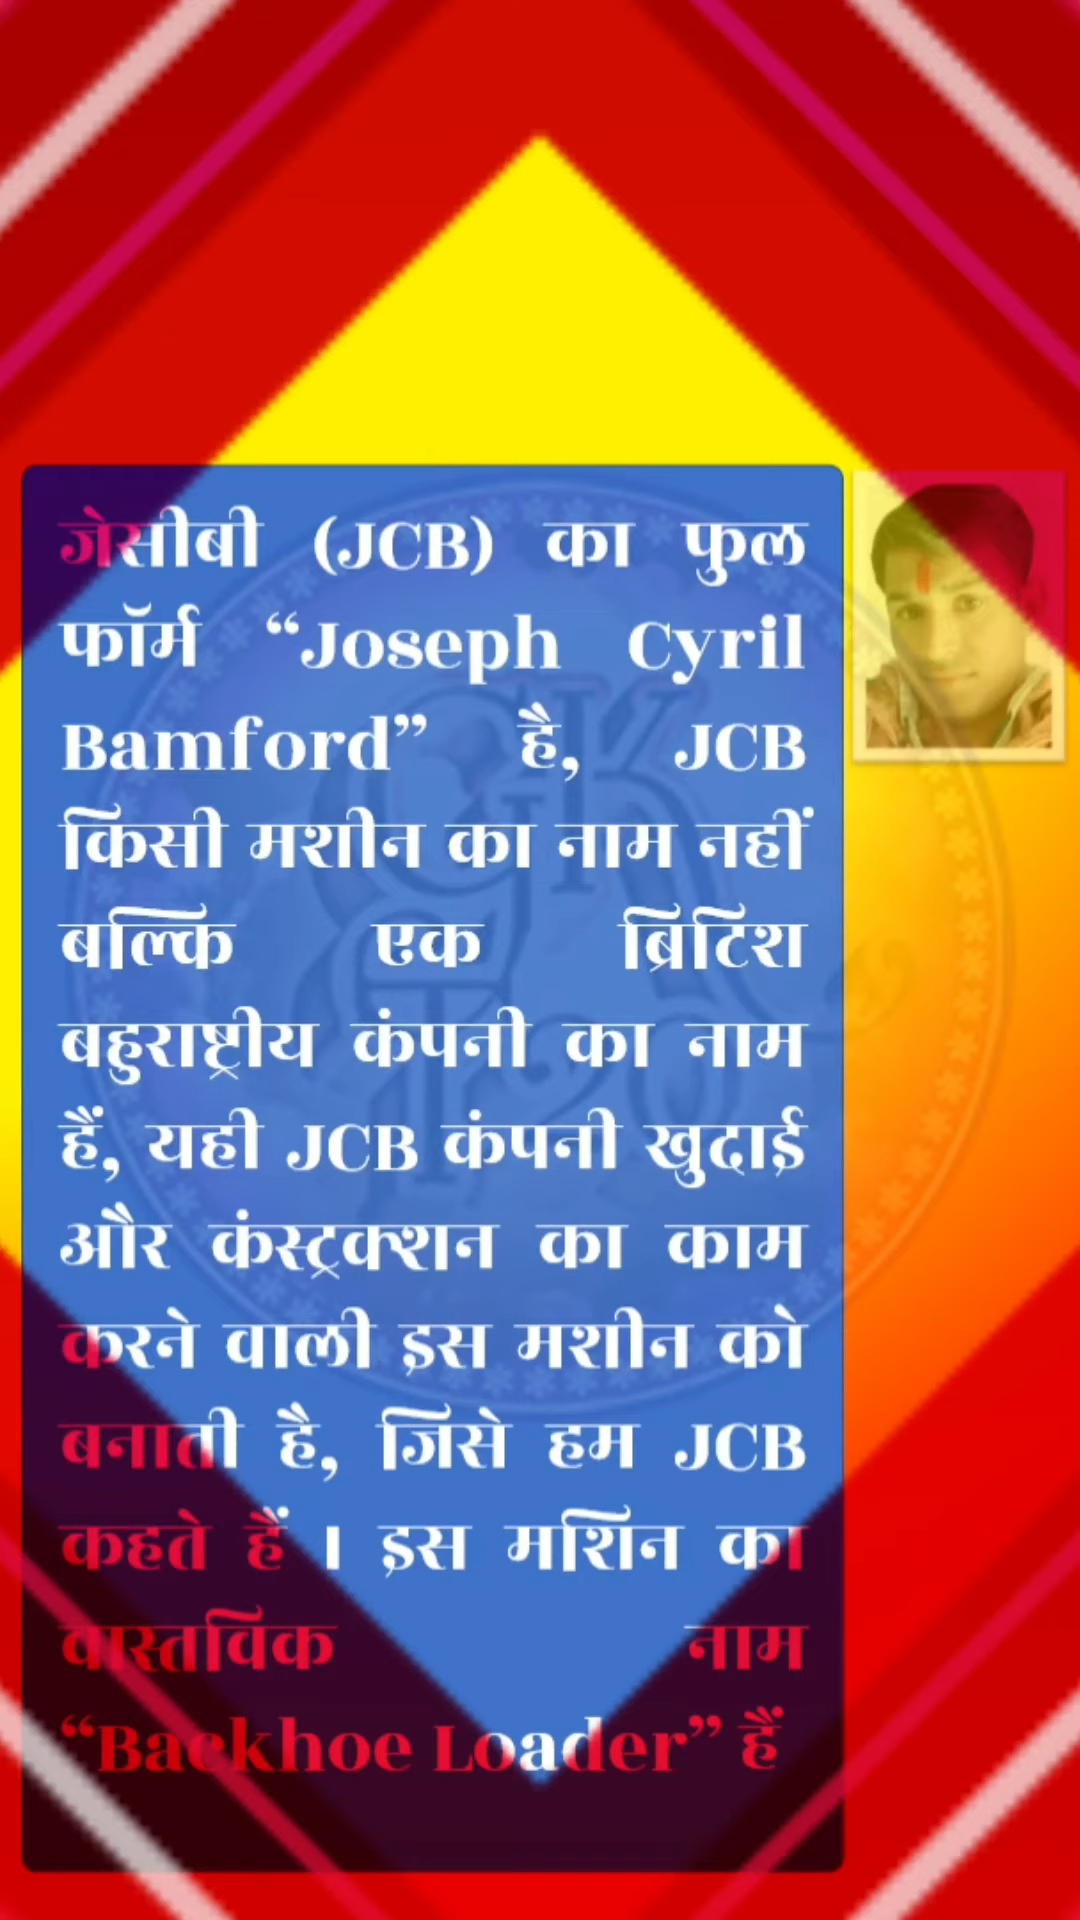 जेसीबी (JCB) का फुल
फॉर्म “Joseph Cyril
Bamford” है, JCB
किसी मशीन का नाम नहीं
बल्कि एक ब्रिटिश
बहुराष्ट्रीय कंपनी का नाम
हैं, यही JCB कंपनी खुदाई
और कंस्ट्रक्शन का काम
करने वाली इस मशीन को
बनाती है, जिसे हम JCB
कहते हैं । इस मशिन का
वास्तविक नाम
“Backhoe Loader” हैं